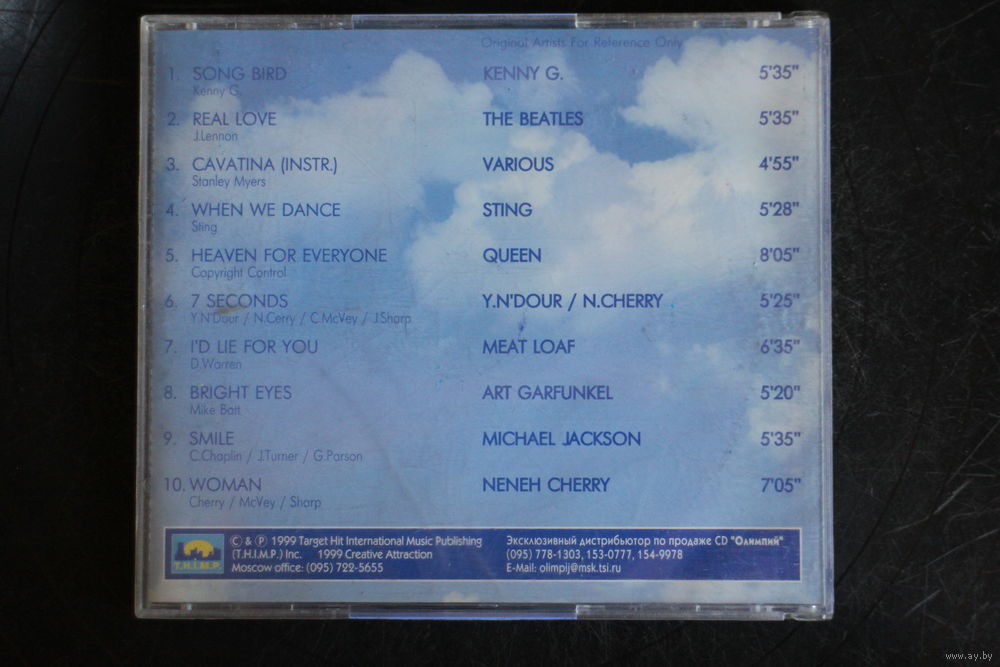 Original Artists For Reference Only
1. SONG BIRD KENNY G. 5'35"
Kenny G.
2. REAL LOVE THE BEATLES 5'35"
J.Lennon
3. CAVATINA (INSTR.) VARIOUS 4'55"
Stanley Myers
4. WHEN WE DANCE STING 5'28"
Sting
5. HEAVEN FOR EVERYONE QUEEN 8'05"
Copyright Control
6. 7 SECONDS Y.N'DOUR / N.CHERRY 5'25"
Y.N'Dour / N.Cerry / C.McVey / J.Sharp
7. I'D LIE FOR YOU MEAT LOAF 6'35"
D.Warren
8. BRIGHT EYES ART GARFUNKEL 5'20"
Mike Batt
9. SMILE MICHAEL JACKSON 5'35"
C.Chaplin / J.Turner / G.Parson
10. WOMAN NENEH CHERRY 7'05"
Cherry / McVey / Sharp
T.H.I.M.P.
© & ℗ 1999 Target Hit International Music Publishing
(T.H.I.M.P.) Inc. 1999 Creative Attraction
Moscow office: (095) 722-5655
Эксклюзивный дистрибьютор по продаже CD "Олимпий"
(095) 778-1303, 153-0777, 154-9978
E-Mail: olimpij@msk.tsi.ru
www.ay.by